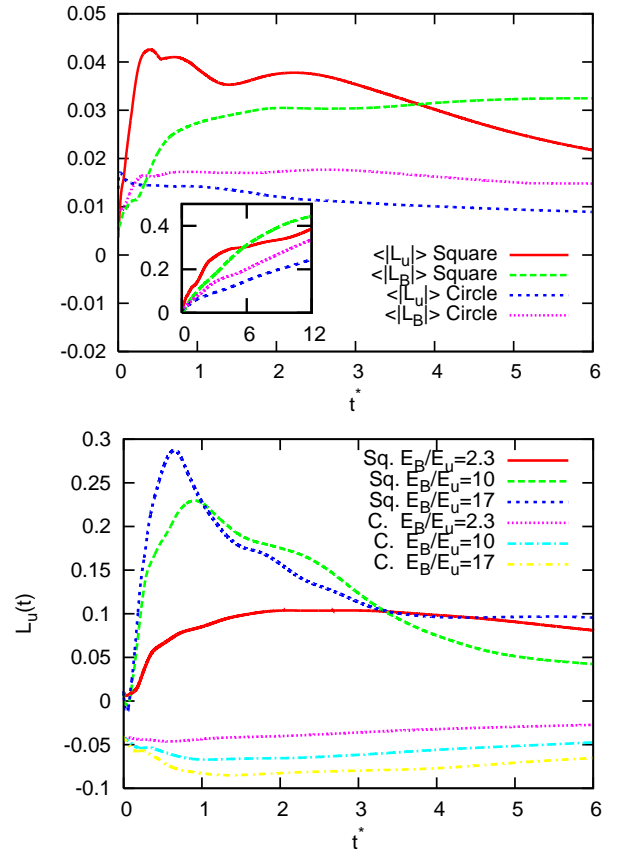 0.05
0.04
0.03
0.02
0.01
0
-0.01
-0.02
0.4
0.2
0
0 6 12
<|L_u|> Square
<|L_B|> Square
<|L_u|> Circle
<|L_B|> Circle
0 1 2 3 4 5 6
t*
0.3
0.25
0.2
0.15
0.1
0.05
0
-0.05
-0.1
L_u(t)
Sq. E_B/E_u=2.3
Sq. E_B/E_u=10
Sq. E_B/E_u=17
C. E_B/E_u=2.3
C. E_B/E_u=10
C. E_B/E_u=17
0 1 2 3 4 5 6
t*